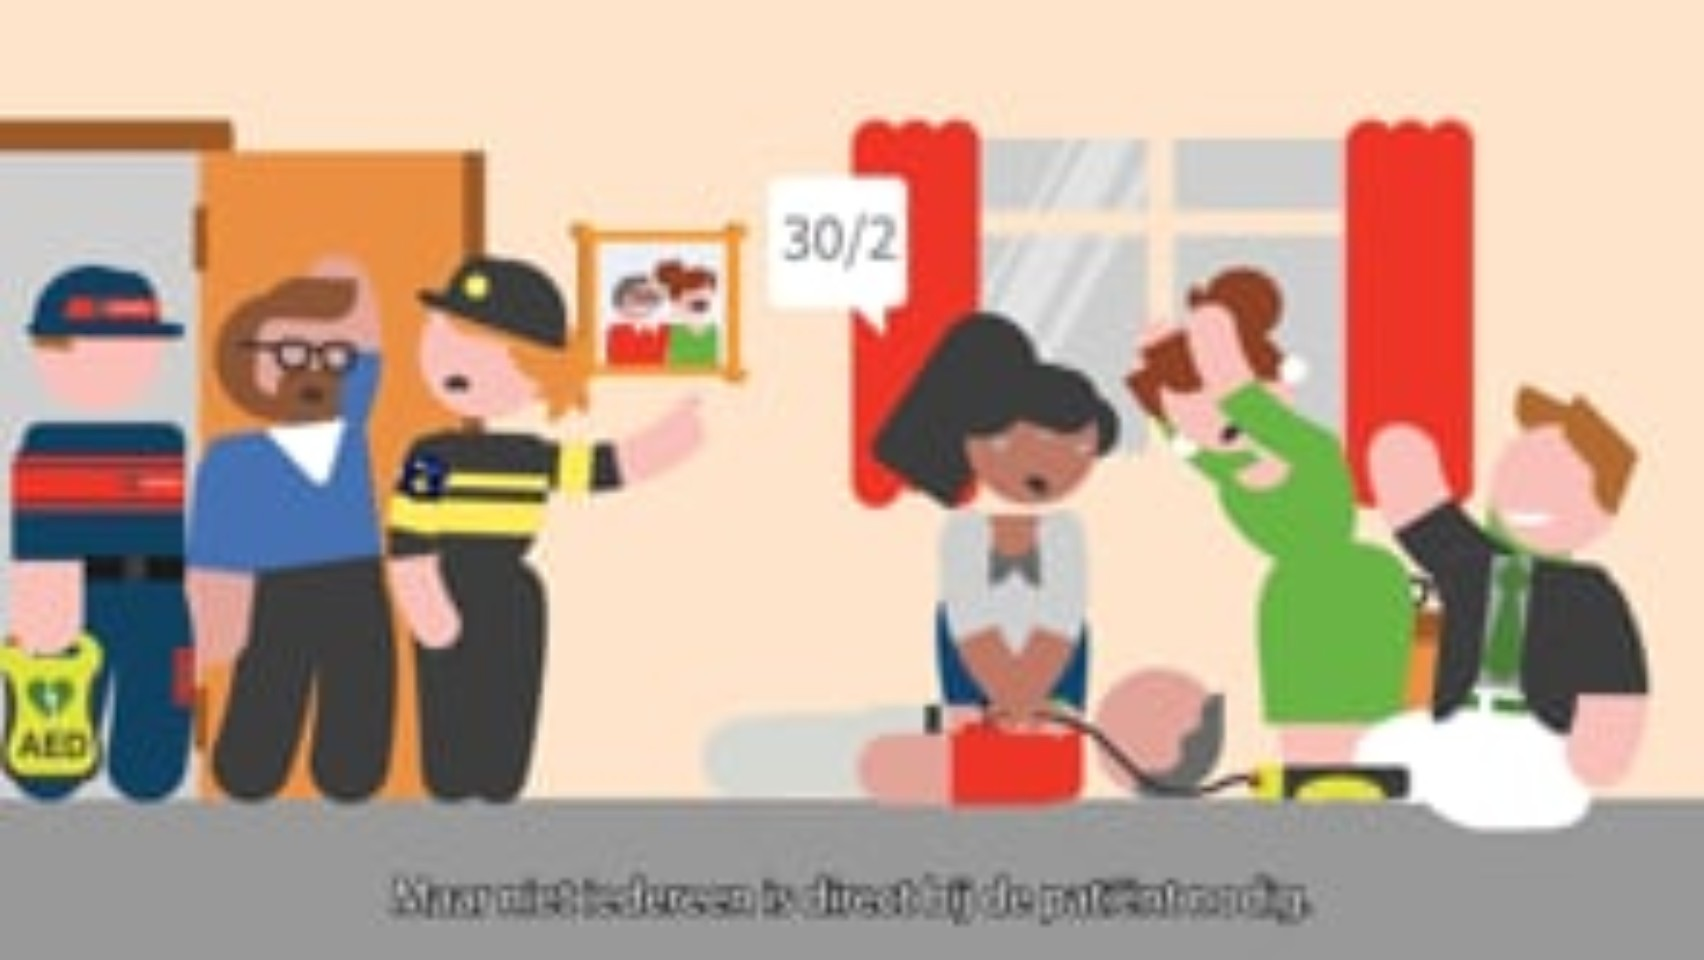 30/2
AED
Maar niet iedereen is direct bij de patiënt nodig.